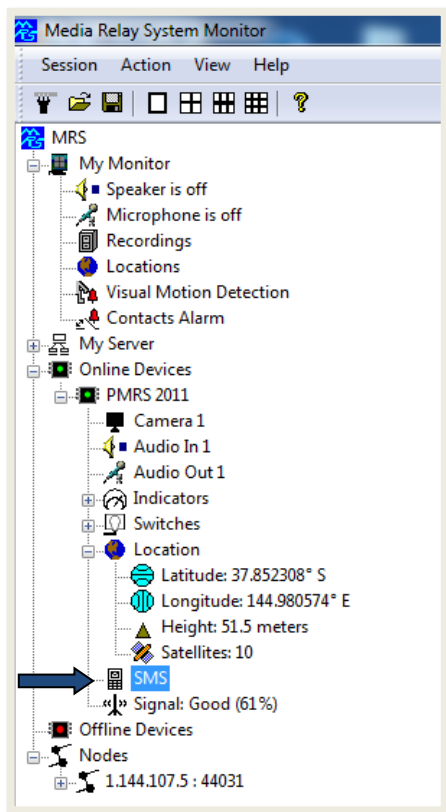 Media Relay System Monitor
Session Action View Help
MRS
My Monitor
Speaker is off
Microphone is off
Recordings
Locations
Visual Motion Detection
Contacts Alarm
My Server
Online Devices
PMRS 2011
Camera 1
Audio In 1
Audio Out 1
Indicators
Switches
Location
Latitude: 37.852308° S
Longitude: 144.980574° E
Height: 51.5 meters
Satellites: 10
SMS
Signal: Good (61%)
Offline Devices
Nodes
1.144.107.5 : 44031